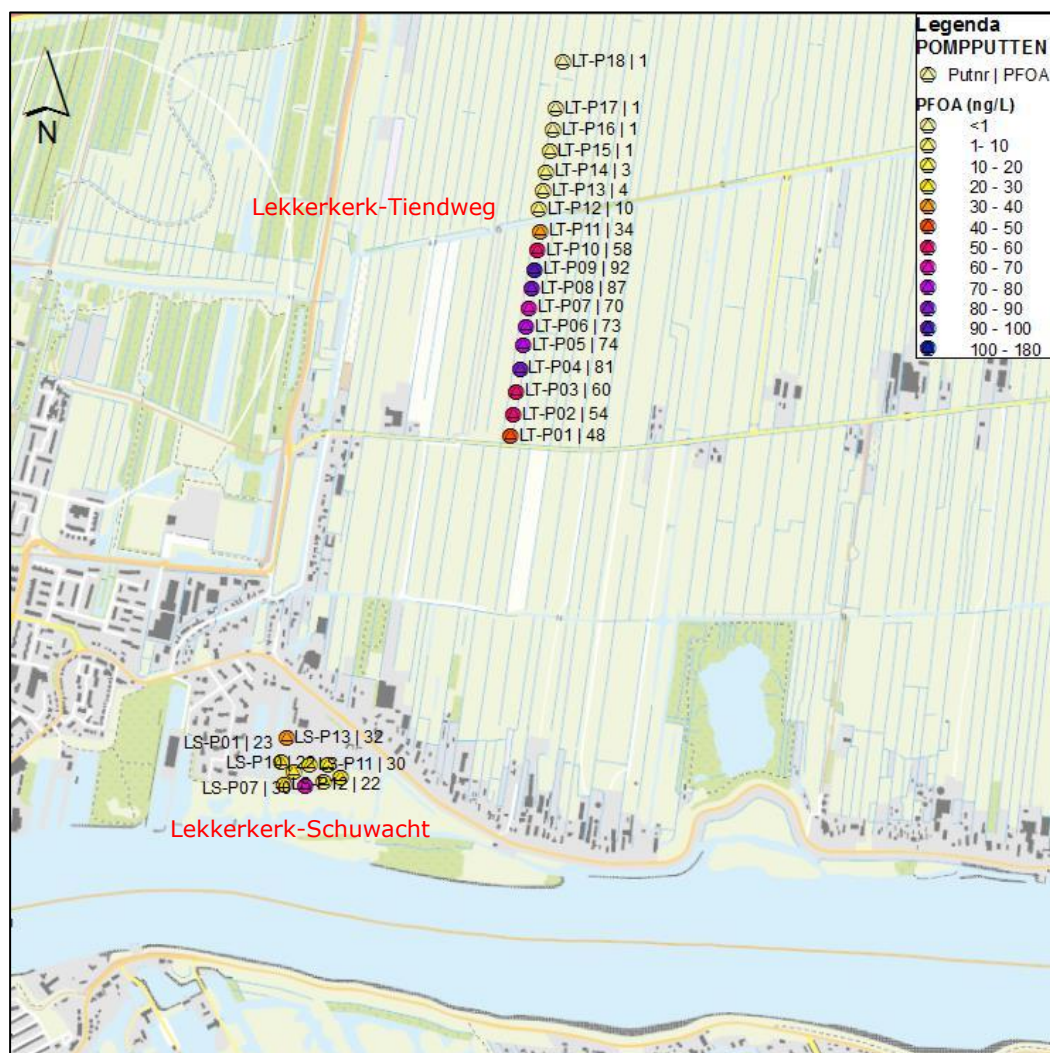 Legenda
POMPPUTTEN
Putnr | PFOA
PFOA (ng/L)
<1
1- 10
10 - 20
20 - 30
30 - 40
40 - 50
50 - 60
60 - 70
70 - 80
80 - 90
90 - 100
100 - 180
N
LT-P18 | 1
LT-P17 | 1
LT-P16 | 1
LT-P15 | 1
LT-P14 | 3
LT-P13 | 4
Lekkerkerk-Tiendweg
LT-P12 | 10
LT-P11 | 34
LT-P10 | 58
LT-P09 | 92
LT-P08 | 87
LT-P07 | 70
LT-P06 | 73
LT-P05 | 74
LT-P04 | 81
LT-P03 | 60
LT-P02 | 54
LT-P01 | 48
LS-P13 | 32
LS-P01 | 23
LS-P11 | 30
LS-P07 |
22
Lekkerkerk-Schuwacht